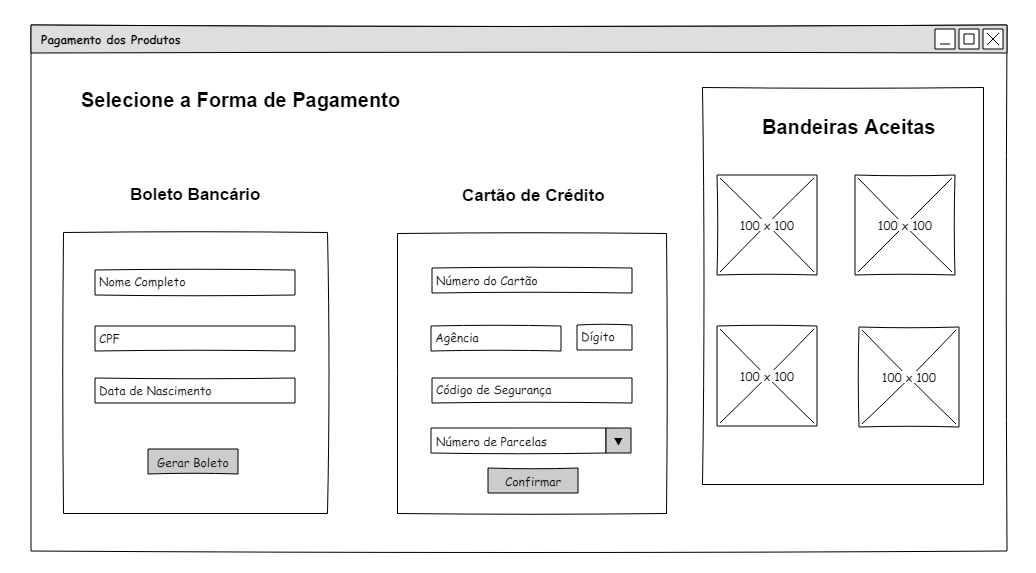 Pagamento dos Produtos
Selecione a Forma de Pagamento
Boleto Bancário
Nome Completo
CPF
Data de Nascimento
Gerar Boleto
Cartão de Crédito
Número do Cartão
Agência
Dígito
Código de Segurança
Número de Parcelas
Confirmar
Bandeiras Aceitas
100 x 100
100 x 100
100 x 100
100 x 100